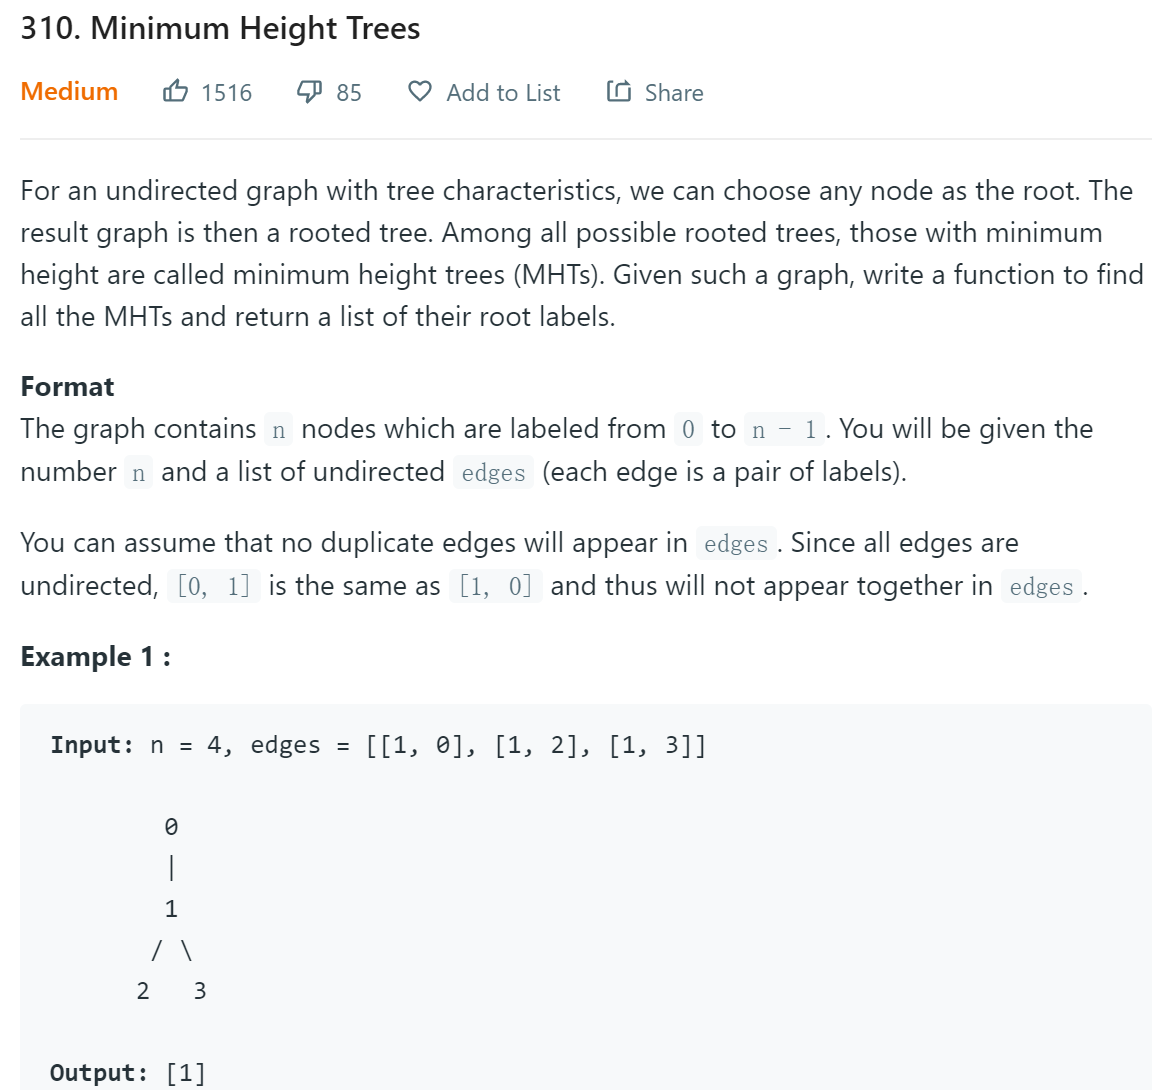 310. Minimum Height Trees
Medium 1516 85 Add to List Share
For an undirected graph with tree characteristics, we can choose any node as the root. The
result graph is then a rooted tree. Among all possible rooted trees, those with minimum
height are called minimum height trees (MHTs). Given such a graph, write a function to find
all the MHTs and return a list of their root labels.
Format
The graph contains n nodes which are labeled from 0 to n - 1. You will be given the
number n and a list of undirected edges (each edge is a pair of labels).
You can assume that no duplicate edges will appear in edges. Since all edges are
undirected, [0, 1] is the same as [1, 0] and thus will not appear together in edges.
Example 1 :
Input: n = 4, edges = [[1, 0], [1, 2], [1, 3]]
0
|
1
/ \
2 3
Output: [1]